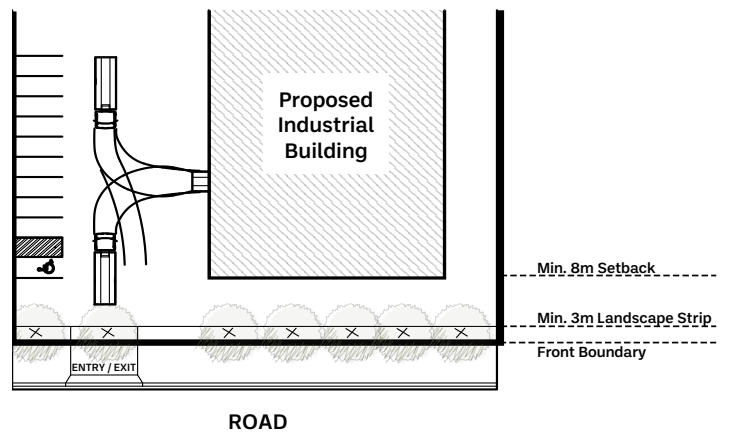 Proposed
Industrial
Building
Min. 8m Setback
Min. 3m Landscape Strip
Front Boundary
ENTRY / EXIT
ROAD